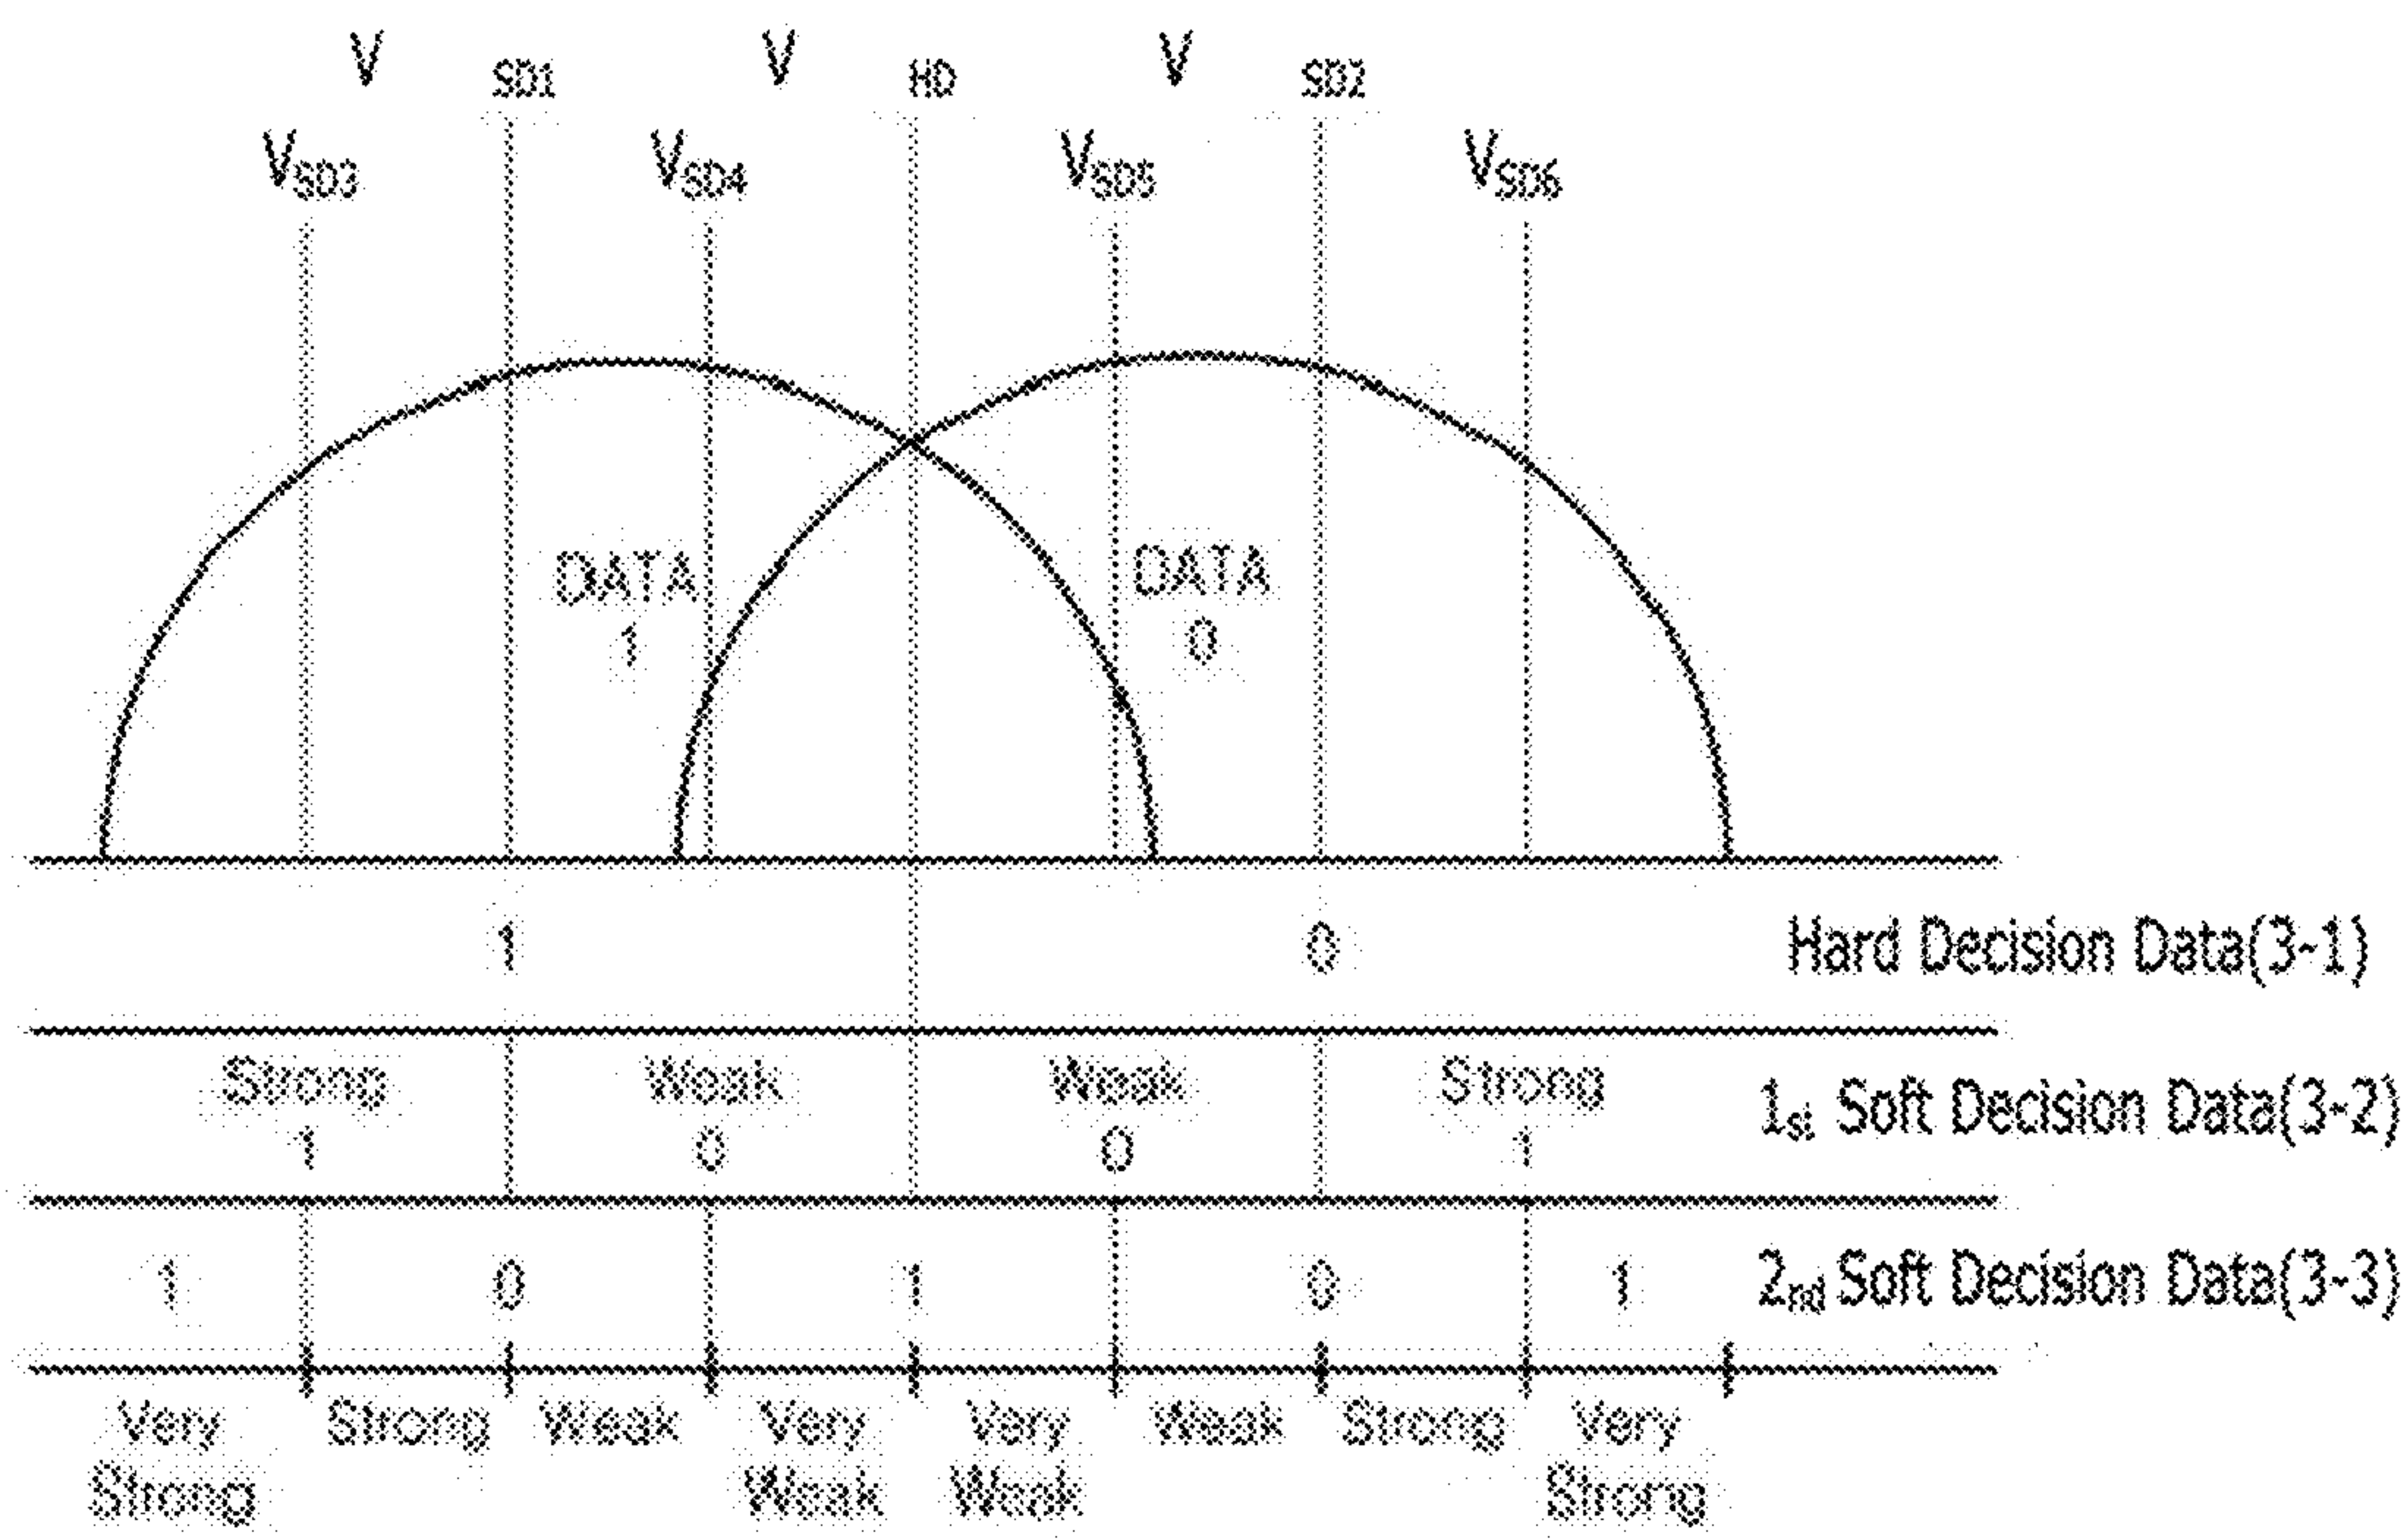 V SD1 V HD V SD2
VSD3 VSD4 VSD5 VSD6
DATA DATA
1 0
1 0 Hard Decision Data(3-1)
Strong Weak Weak Strong
1 0 0 1 1st Soft Decision Data(3-2)
1 0 1 0 1 2nd Soft Decision Data(3-3)
Very Strong Weak Very Very Weak Strong Very
Strong Weak Weak Strong